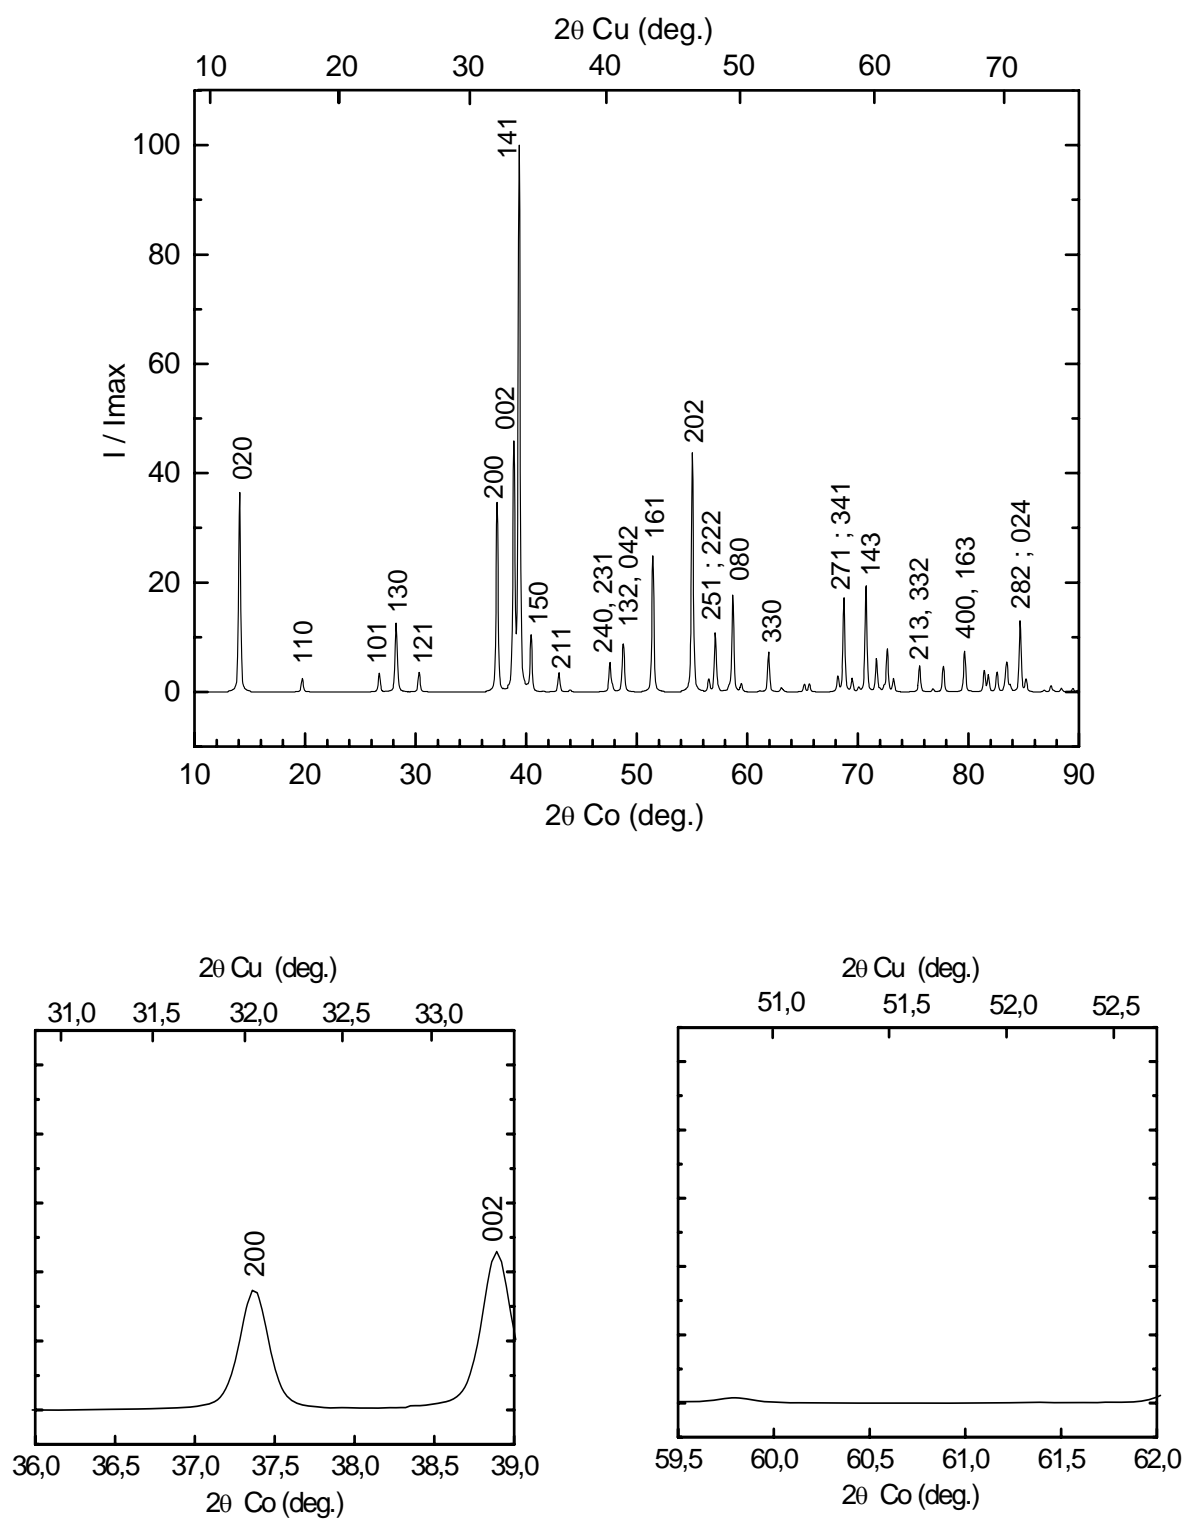 2θ Cu (deg.)
10 20 30 40 50 60 70
I / Imax
100
80
60
40
20
0
020
110
101
130
121
200
002
141
150
211
240, 231
132, 042
161
202
251 ; 222
080
330
271 ; 341
143
213, 332
400, 163
282 ; 024
10 20 30 40 50 60 70 80 90
2θ Co (deg.)
2θ Cu (deg.)
31,0 31,5 32,0 32,5 33,0
200
002
36,0 36,5 37,0 37,5 38,0 38,5 39,0
2θ Co (deg.)
2θ Cu (deg.)
51,0 51,5 52,0 52,5
59,5 60,0 60,5 61,0 61,5 62,0
2θ Co (deg.)